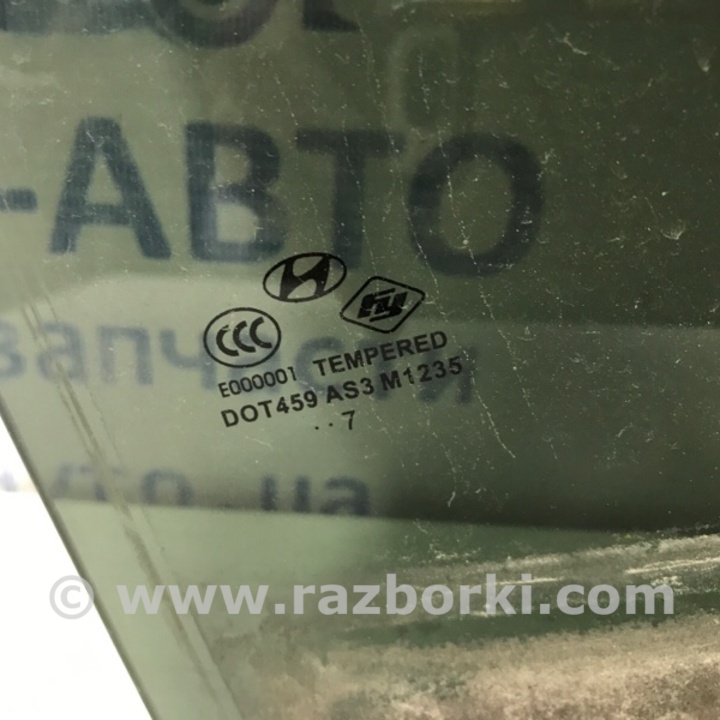 -АВТО
запчасти
CCC
E000001 TEMPERED
DOT459 AS3 M1235
..7
© www.razborki.com